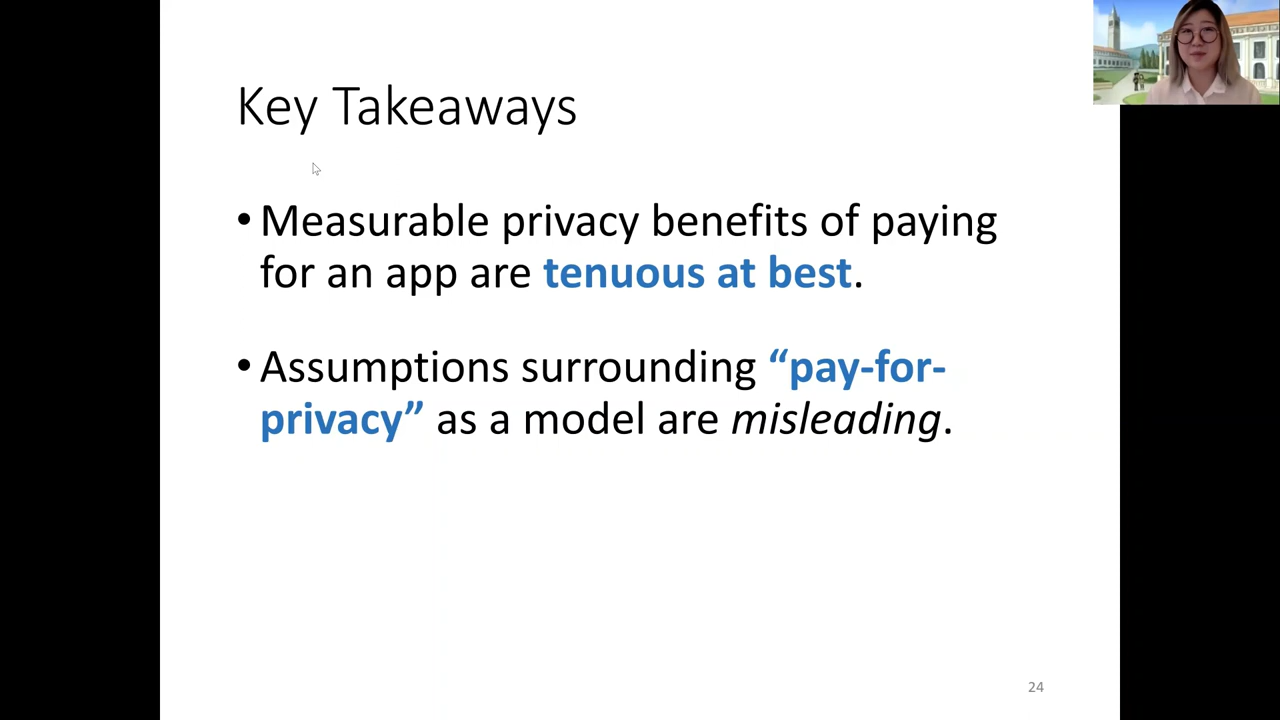 Key Takeaways
• Measurable privacy benefits of paying
for an app are tenuous at best.
• Assumptions surrounding “pay-for-
privacy” as a model are misleading.
24